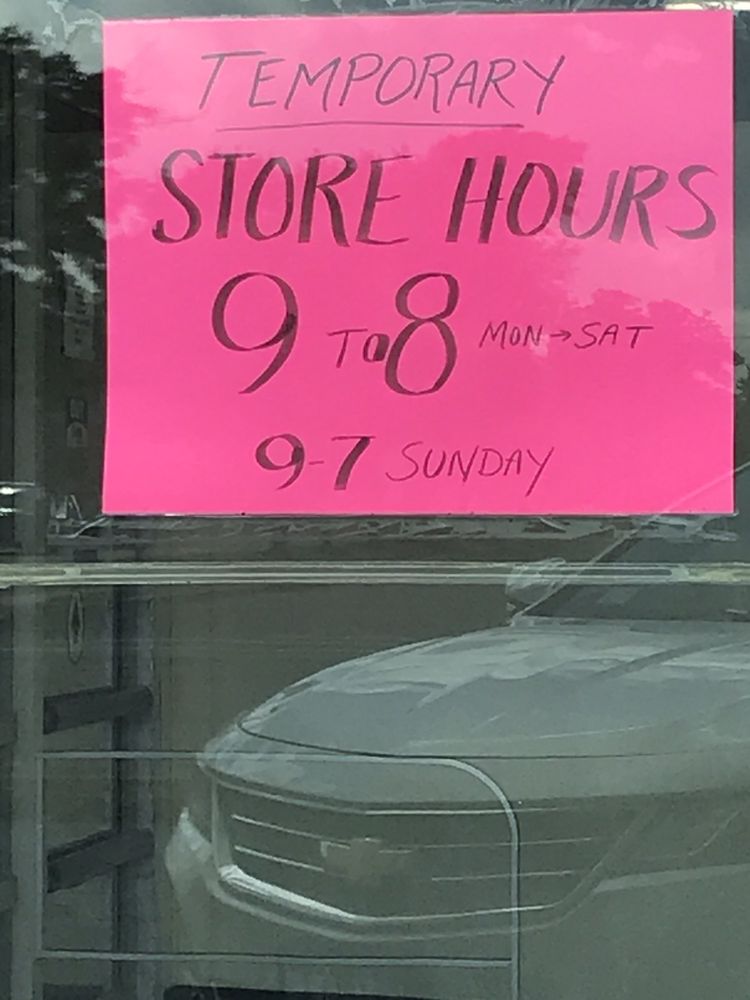 TEMPORARY
STORE HOURS
9 TO 8 MON→SAT
9-7 SUNDAY